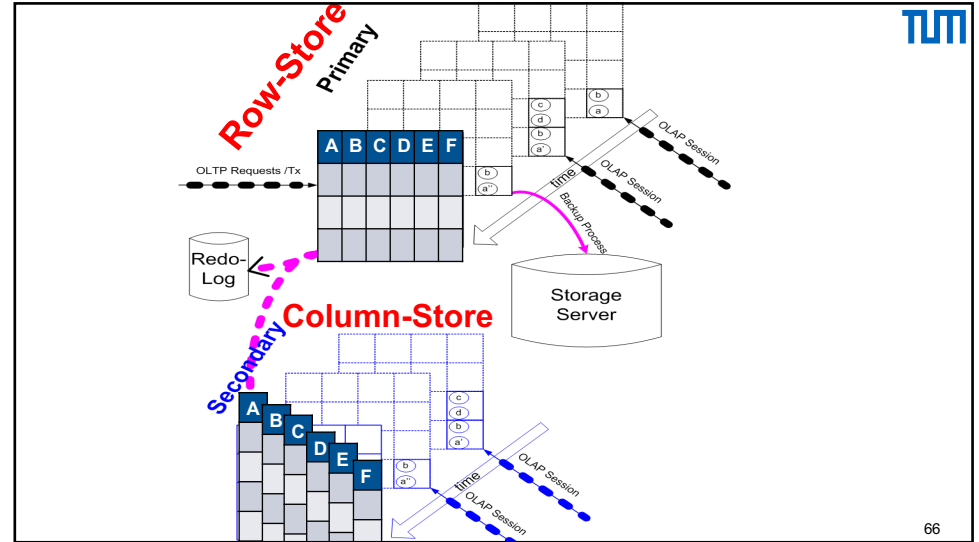 TUM
Row-Store
Primary
b
a
c
d
b
a'
OLAP Session
A B C D E F
OLTP Requests /Tx
b
a''
time
OLAP Session
Backup Process
Redo-
Log
Storage
Server
Column-Store
Secondary
c
d
b
a'
A
B
C
D
E
F
b
a''
time
OLAP Session
OLAP Session
66